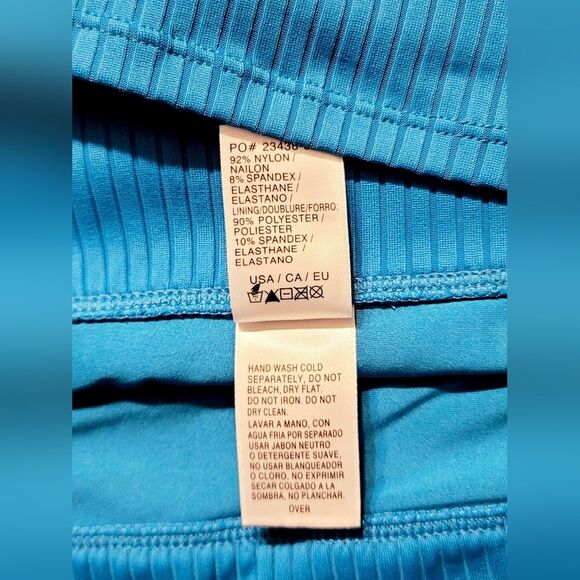 PO# 23436-
92% NYLON /
NAILON
8% SPANDEX /
ELASTHANE /
ELASTANO /
LINING/DOUBLURE/FORRO:
90% POLYESTER /
POLIESTER
10% SPANDEX /
ELASTHANE /
ELASTANO
USA / CA / EU
HAND WASH COLD
SEPARATELY, DO NOT
BLEACH, DRY FLAT.
DO NOT IRON. DO NOT
DRY CLEAN.
LAVAR A MANO, CON
AGUA FRIA POR SEPARADO
USAR JABON NEUTRO
O DETERGENTE SUAVE,
NO USAR BLANQUEADOR
O CLORO, NO EXPRIMIR
SECAR COLGADO A LA
SOMBRA, NO PLANCHAR.
OVER